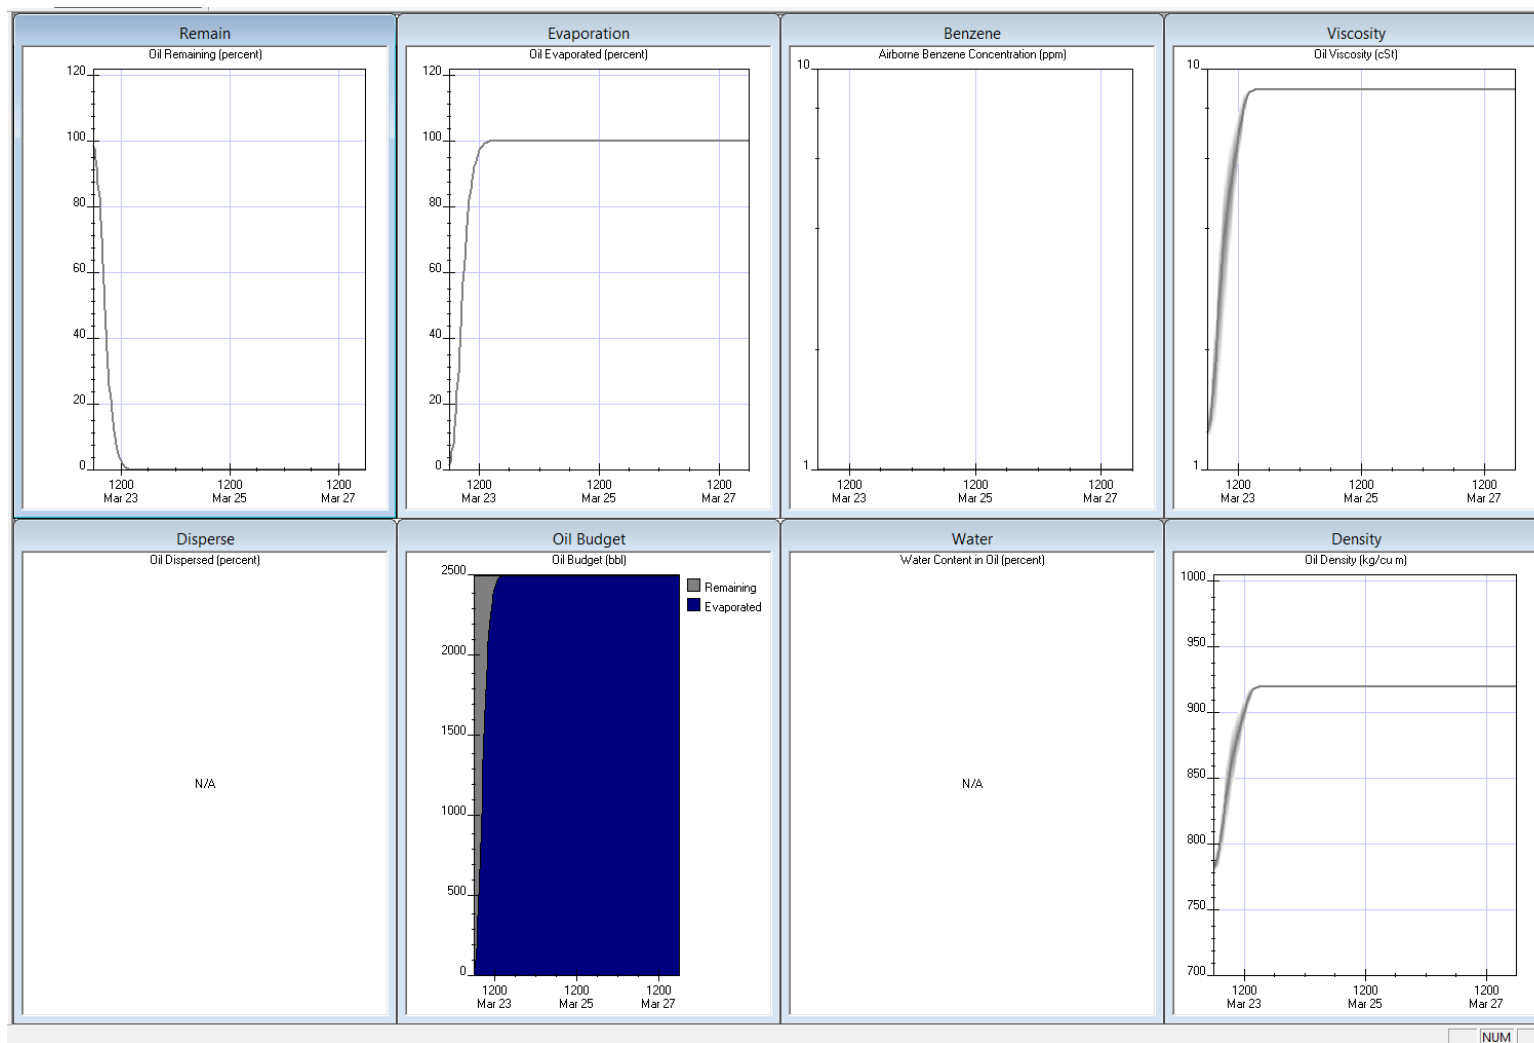 Remain
Oil Remaining (percent)
120
100
80
60
40
20
0
1200 1200 1200
Mar 23 Mar 25 Mar 27
Evaporation
Oil Evaporated (percent)
120
100
80
60
40
20
0
1200 1200 1200
Mar 23 Mar 25 Mar 27
Benzene
Airborne Benzene Concentration (ppm)
10
1
1200 1200 1200
Mar 23 Mar 25 Mar 27
Viscosity
Oil Viscosity (cSt)
10
1
1200 1200 1200
Mar 23 Mar 25 Mar 27
Disperse
Oil Dispersed (percent)
N/A
Oil Budget
Oil Budget (bbl)
2500
2000
1500
1000
500
0
1200 1200 1200
Mar 23 Mar 25 Mar 27
Remaining
Evaporated
Water
Water Content in Oil (percent)
N/A
Density
Oil Density (kg/cu m)
1000
950
900
850
800
750
700
1200 1200 1200
Mar 23 Mar 25 Mar 27
NUM